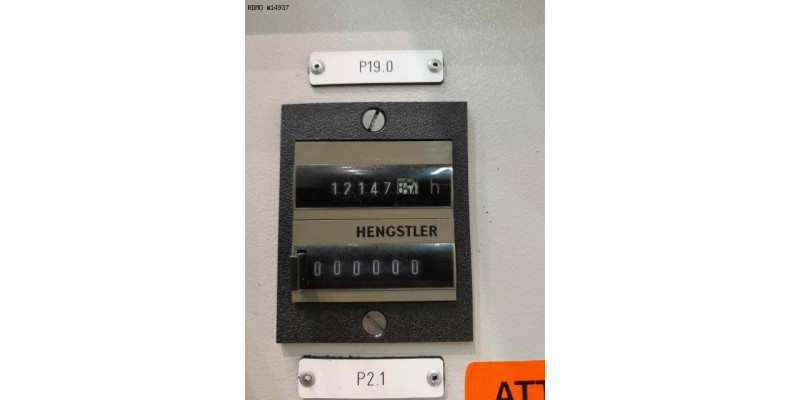 RDMO #14937
P19.0
12147 h
HENGSTLER
000000
P2.1
ATT